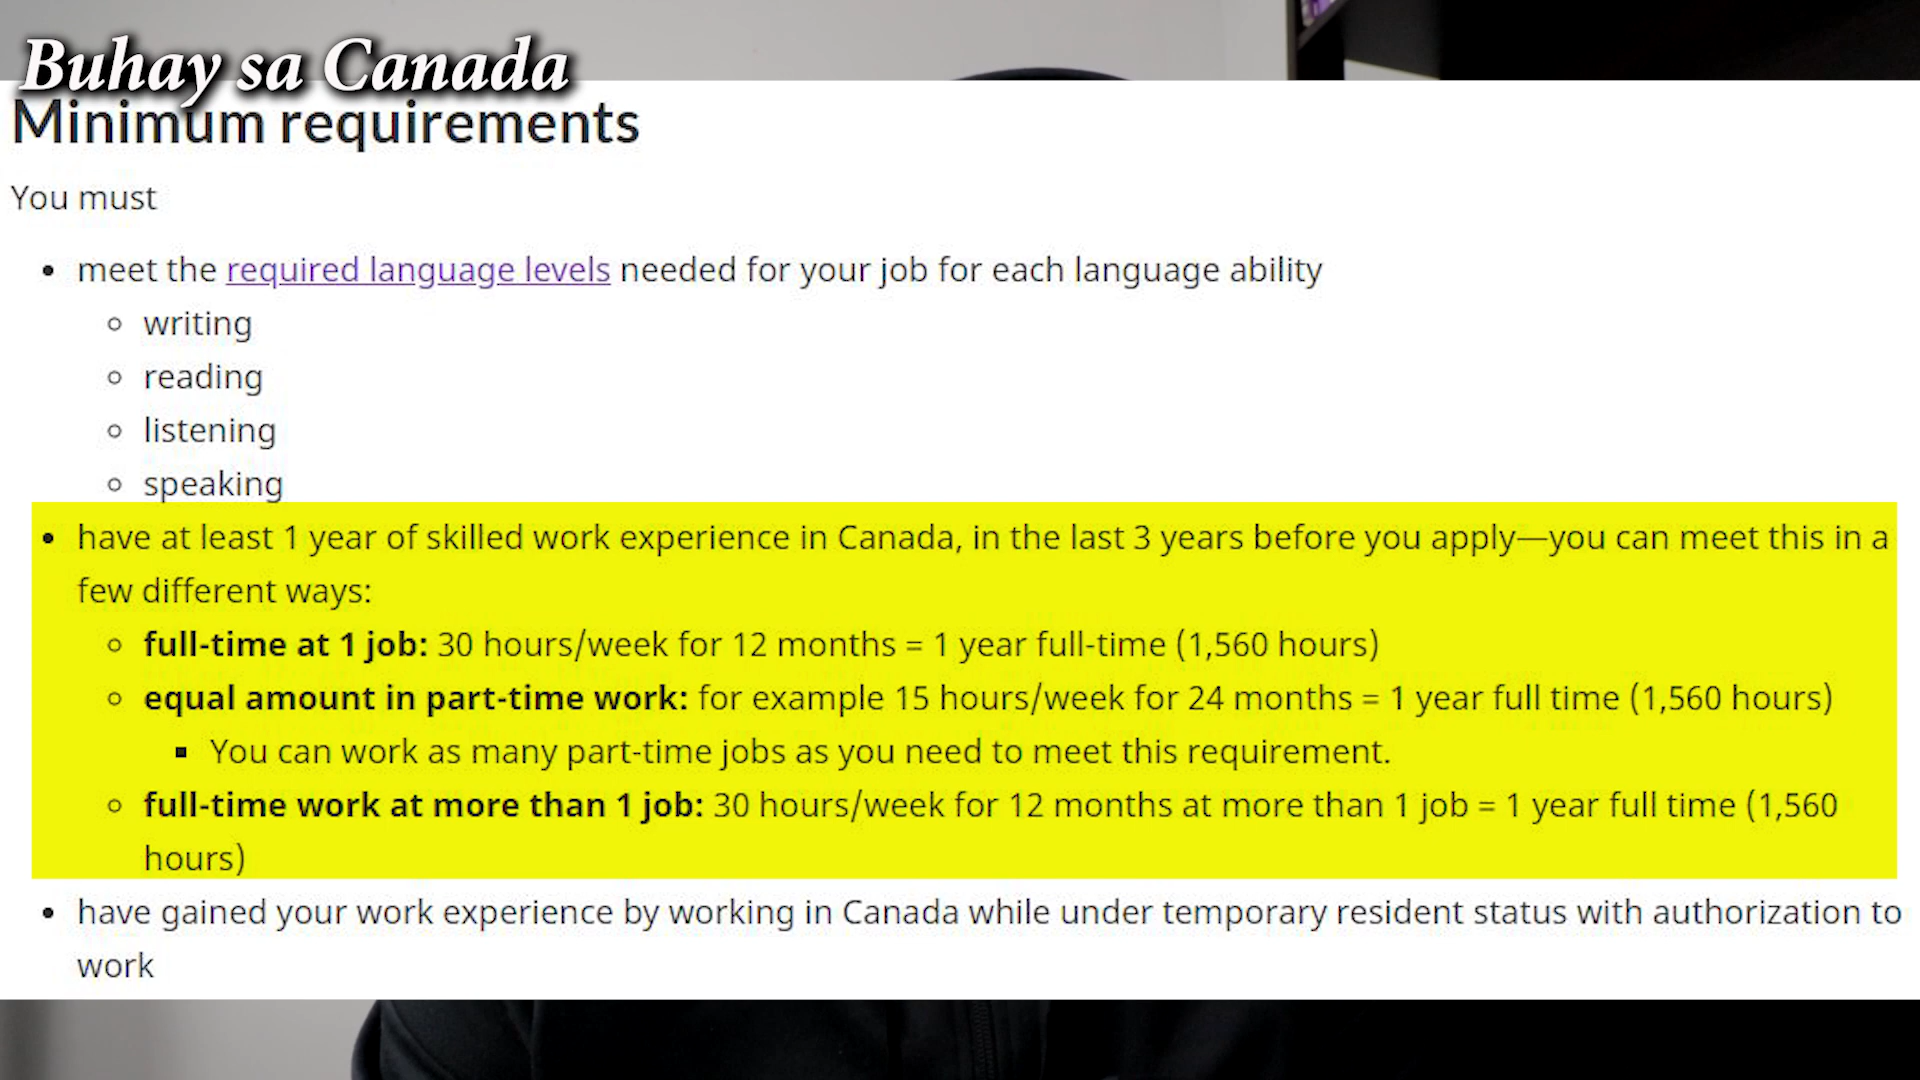 Buhay sa Canada
Minimum requirements
You must
• meet the required language levels needed for your job for each language ability
○ writing
○ reading
○ listening
○ speaking
• have at least 1 year of skilled work experience in Canada, in the last 3 years before you apply—you can meet this in a
few different ways:
○ full-time at 1 job: 30 hours/week for 12 months = 1 year full-time (1,560 hours)
○ equal amount in part-time work: for example 15 hours/week for 24 months = 1 year full time (1,560 hours)
▪ You can work as many part-time jobs as you need to meet this requirement.
○ full-time work at more than 1 job: 30 hours/week for 12 months at more than 1 job = 1 year full time (1,560
hours)
• have gained your work experience by working in Canada while under temporary resident status with authorization to
work